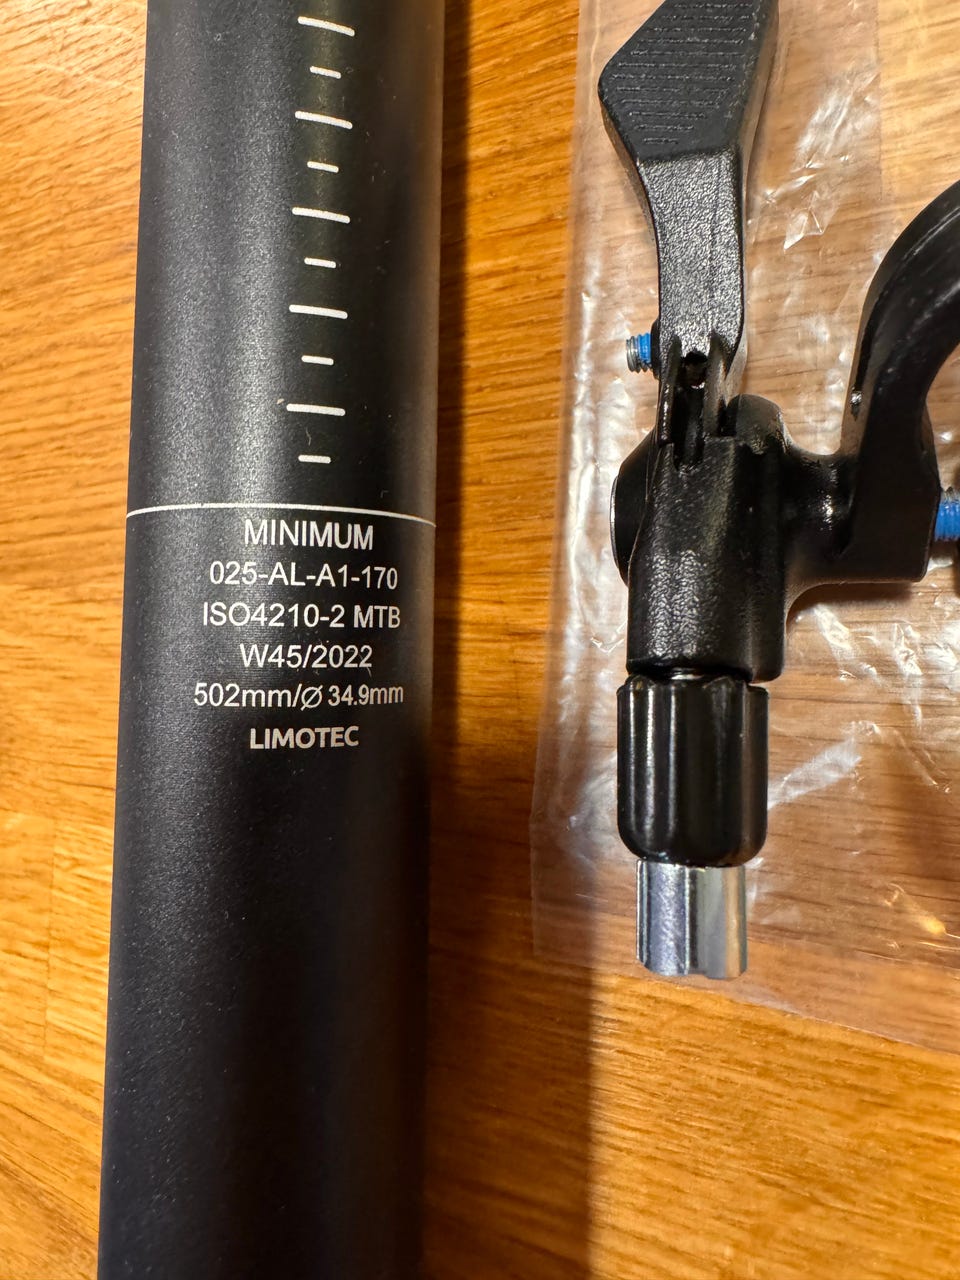 MINIMUM
025-AL-A1-170
ISO4210-2 MTB
W45/2022
502mm/Ø 34.9mm
LIMOTEC